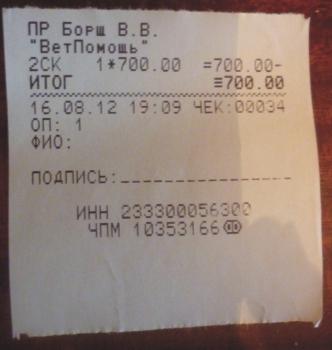 ПР Борщ В.В.
"ВетПомощь"
2СК 1*700.00 =700.00-
ИТОГ ≡700.00
16.08.12 19:09 ЧЕК:00034
ОП: 1
ФИО:
ПОДПИСЬ:________________
ИНН 233300056300
ЧПМ 10353166